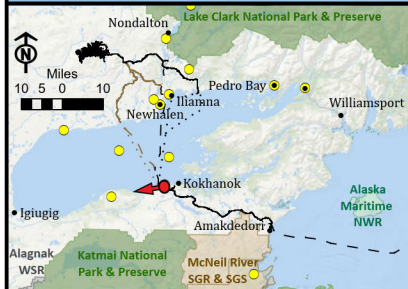 Nondalton
Lake Clark National Park & Preserve
N
Miles
10 5 0 10
Pedro Bay
Iliamna
Newhalen
Williamsport
Kokhanok
Igiugig
Alaska
Maritime
NWR
Amakdedori
Alagnak
WSR
Katmai National
Park & Preserve
McNeil River
SGR & SGS